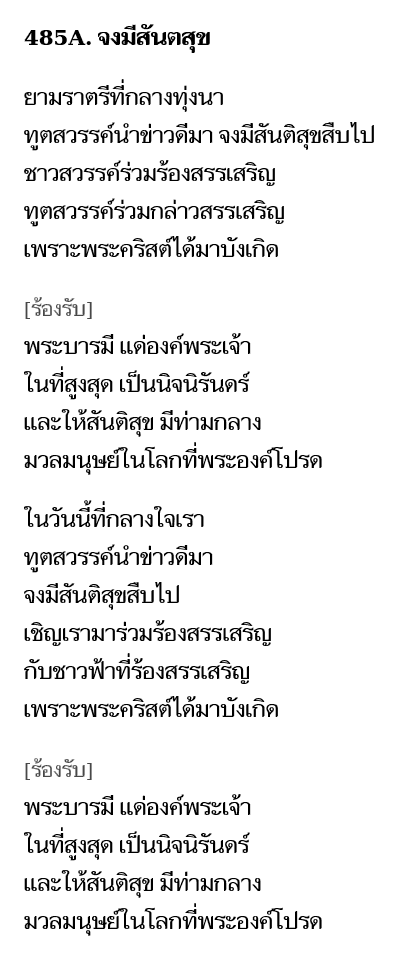 485A. จงมีสันตสุข
ยามราตรีที่กลางทุ่งนา
ทูตสวรรค์นำข่าวดีมา จงมีสันติสุขสืบไป
ชาวสวรรค์ร่วมร้องสรรเสริญ
ทูตสวรรค์ร่วมกล่าวสรรเสริญ
เพราะพระคริสต์ได้มาบังเกิด
[ร้องรับ]
พระบารมี แด่องค์พระเจ้า
ในที่สูงสุด เป็นนิจนิรันดร์
และให้สันติสุข มีท่ามกลาง
มวลมนุษย์ในโลกที่พระองค์โปรด
ในวันนี้ที่กลางใจเรา
ทูตสวรรค์นำข่าวดีมา
จงมีสันติสุขสืบไป
เชิญเรามาร่วมร้องสรรเสริญ
กับชาวฟ้าที่ร้องสรรเสริญ
เพราะพระคริสต์ได้มาบังเกิด
[ร้องรับ]
พระบารมี แด่องค์พระเจ้า
ในที่สูงสุด เป็นนิจนิรันดร์
และให้สันติสุข มีท่ามกลาง
มวลมนุษย์ในโลกที่พระองค์โปรด